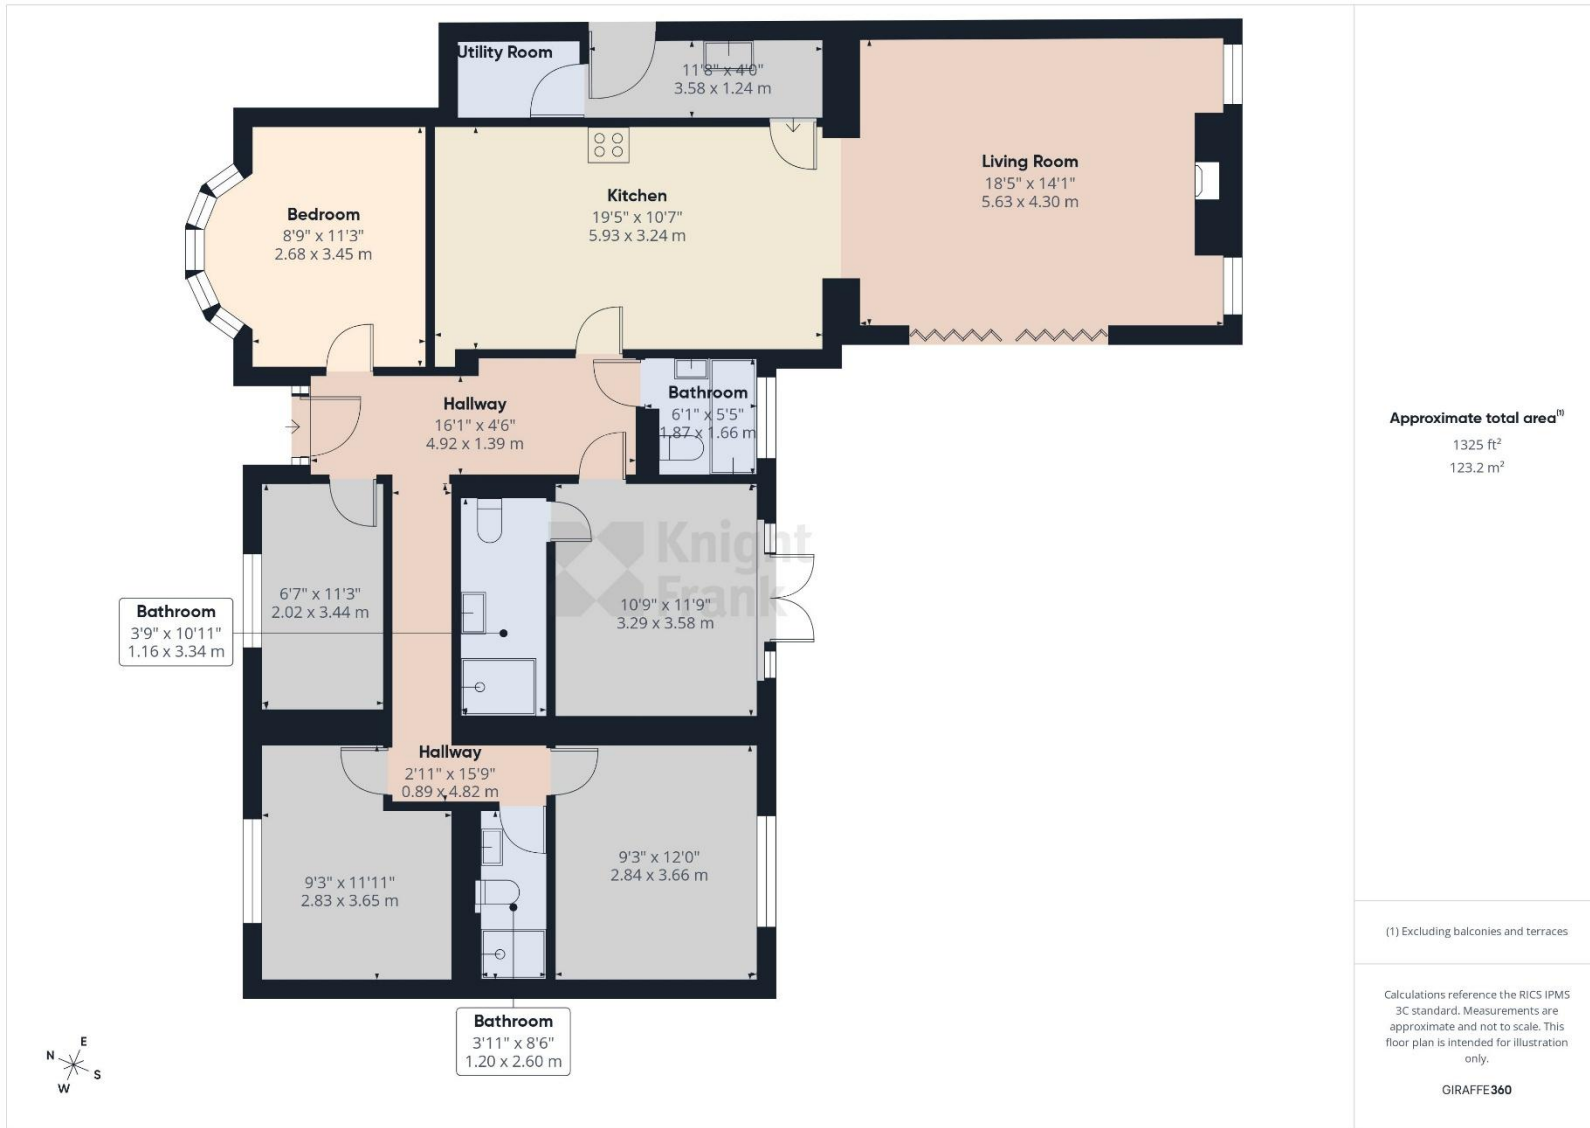 Utility Room
11'8" x 4'0"
3.58 x 1.24 m
Living Room
18'5" x 14'1"
5.63 x 4.30 m
Kitchen
19'5" x 10'7"
5.93 x 3.24 m
Bedroom
8'9" x 11'3"
2.68 x 3.45 m
Hallway
16'1" x 4'6"
4.92 x 1.39 m
Bathroom
6'1" x 5'5"
1.87 x 1.66 m
Knight
Frank
6'7" x 11'3"
2.02 x 3.44 m
Bathroom
3'9" x 10'11"
1.16 x 3.34 m
10'9" x 11'9"
3.29 x 3.58 m
Hallway
2'11" x 15'9"
0.89 x 4.82 m
9'3" x 11'11"
2.83 x 3.65 m
9'3" x 12'0"
2.84 x 3.66 m
Bathroom
3'11" x 8'6"
1.20 x 2.60 m
E
N
S
W
Approximate total area(1)
1325 ft²
123.2 m²
(1) Excluding balconies and terraces
Calculations reference the RICS IPMS
3C standard. Measurements are
approximate and not to scale. This
floor plan is intended for illustration
only.
GIRAFFE360